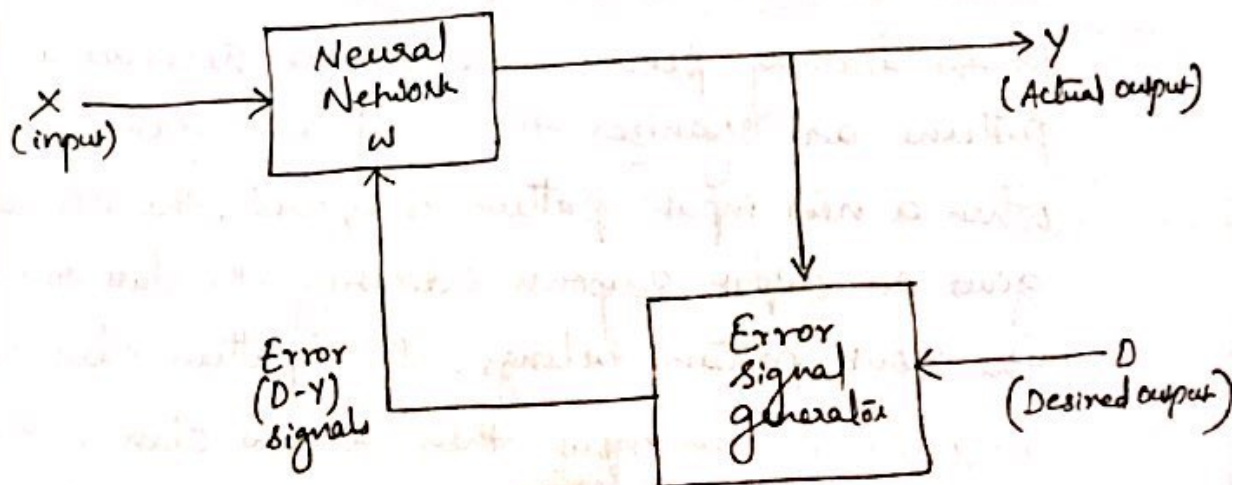 Neural
Network
w
X
(input)
Y
(Actual output)
Error
(D-Y)
signals
Error
signal
generator
D
(Desired output)